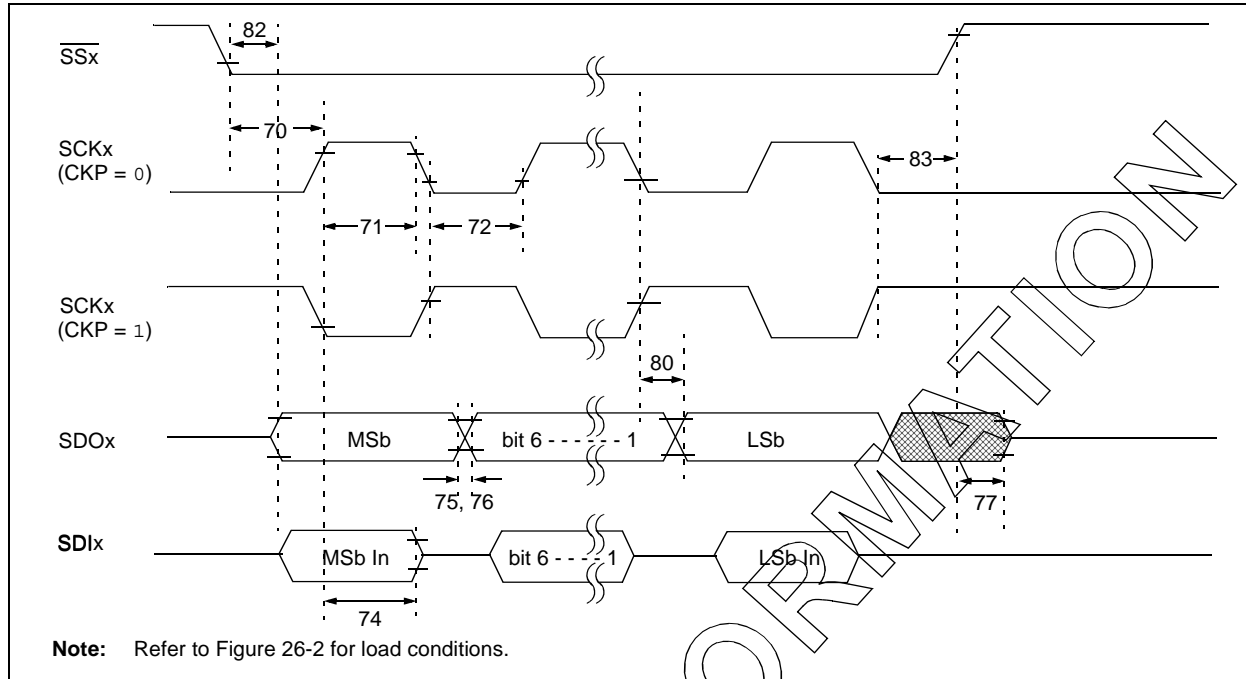 82
SSx
70
SCKx
(CKP = 0)
83
71
72
SCKx
(CKP = 1)
80
SDOx
MSb
bit 6 - - - - - - 1
LSb
75, 76
77
SDIx
MSb In
bit 6 - - - - 1
LSb In
74
Note: Refer to Figure 26-2 for load conditions.
ORMATION